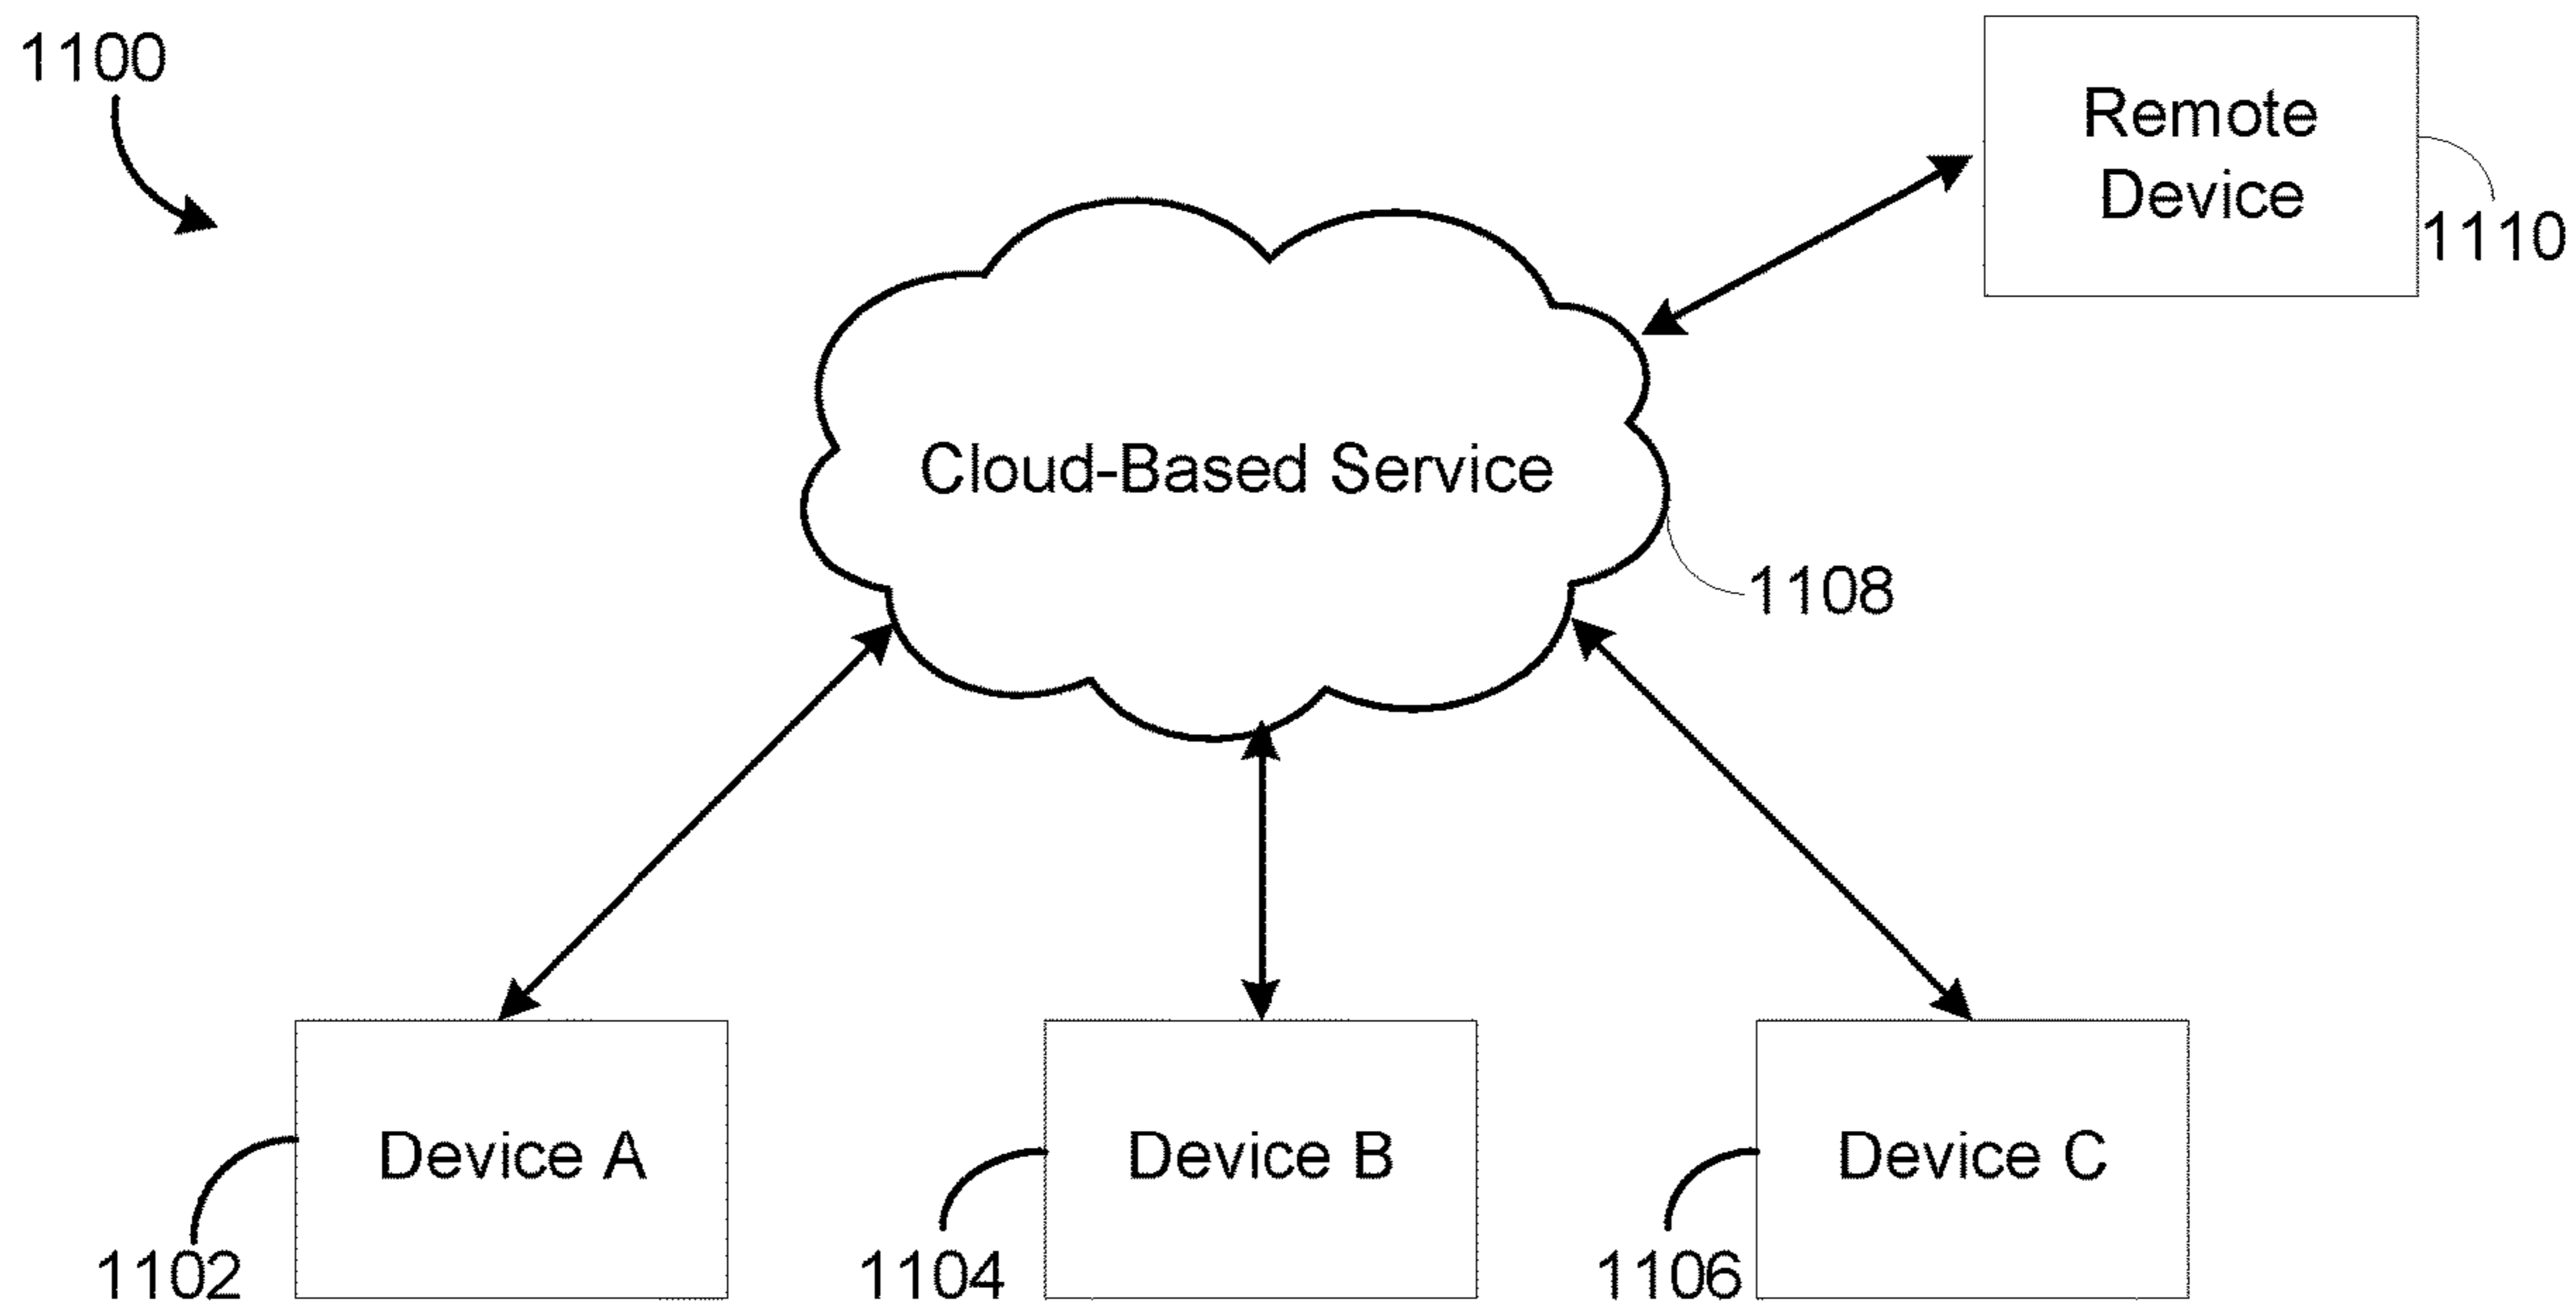 1100
Remote
Device
1110
Cloud-Based Service
1108
Device A
Device B
Device C
1102
1104
1106